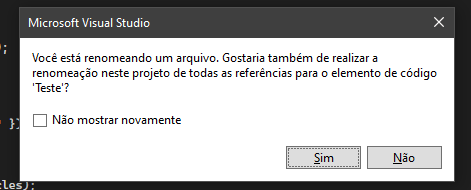 );
Microsoft Visual Studio
Você está renomeando um arquivo. Gostaria também de realizar a
renomeação neste projeto de todas as referências para o elemento de código
'Teste'?
Não mostrar novamente
}}
Sim
Não
cles);